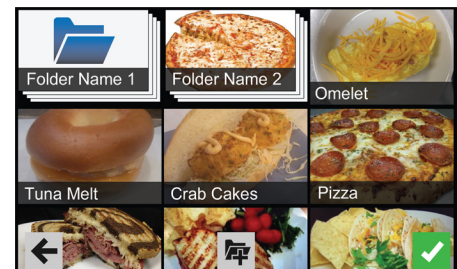 Folder Name 1
Folder Name 2
Omelet
Tuna Melt
Crab Cakes
Pizza